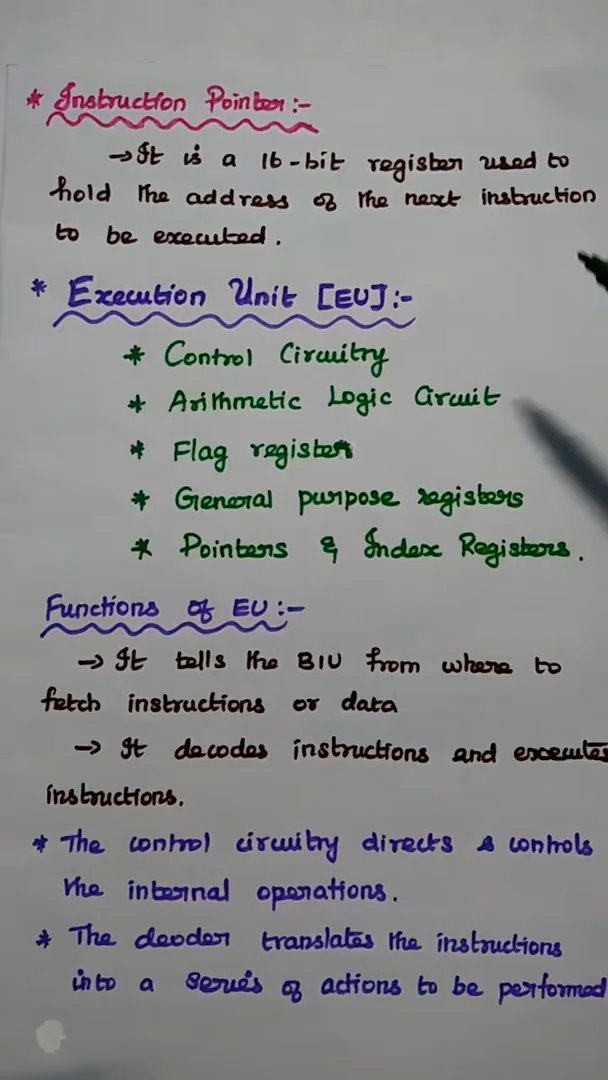 * Instruction Pointer:-
→ It is a 16-bit register used to
hold the address of the next instruction
to be executed.
* Execution Unit [EU]:-
* Control Circuitry
* Arithmetic Logic Circuit
* Flag register
* General purpose registers
* Pointers & Index Registers.
Functions of EU:-
→ It tells the BIU from where to
fetch instructions or data
→ It decodes instructions and excecutes
instructions.
* The control circuitry directs & controls
the internal operations.
* The deoder translates the instructions
into a series of actions to be performed